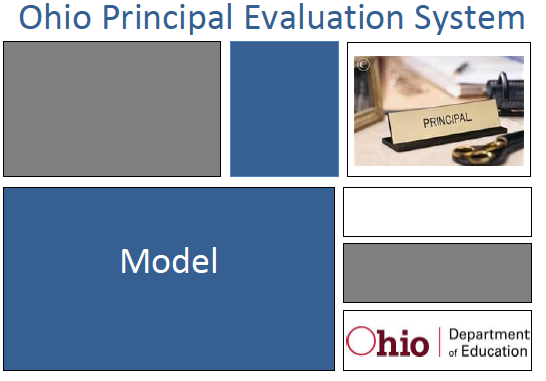 Ohio Principal Evaluation System
©
PRINCIPAL
Model
Ohio
Department
of Education